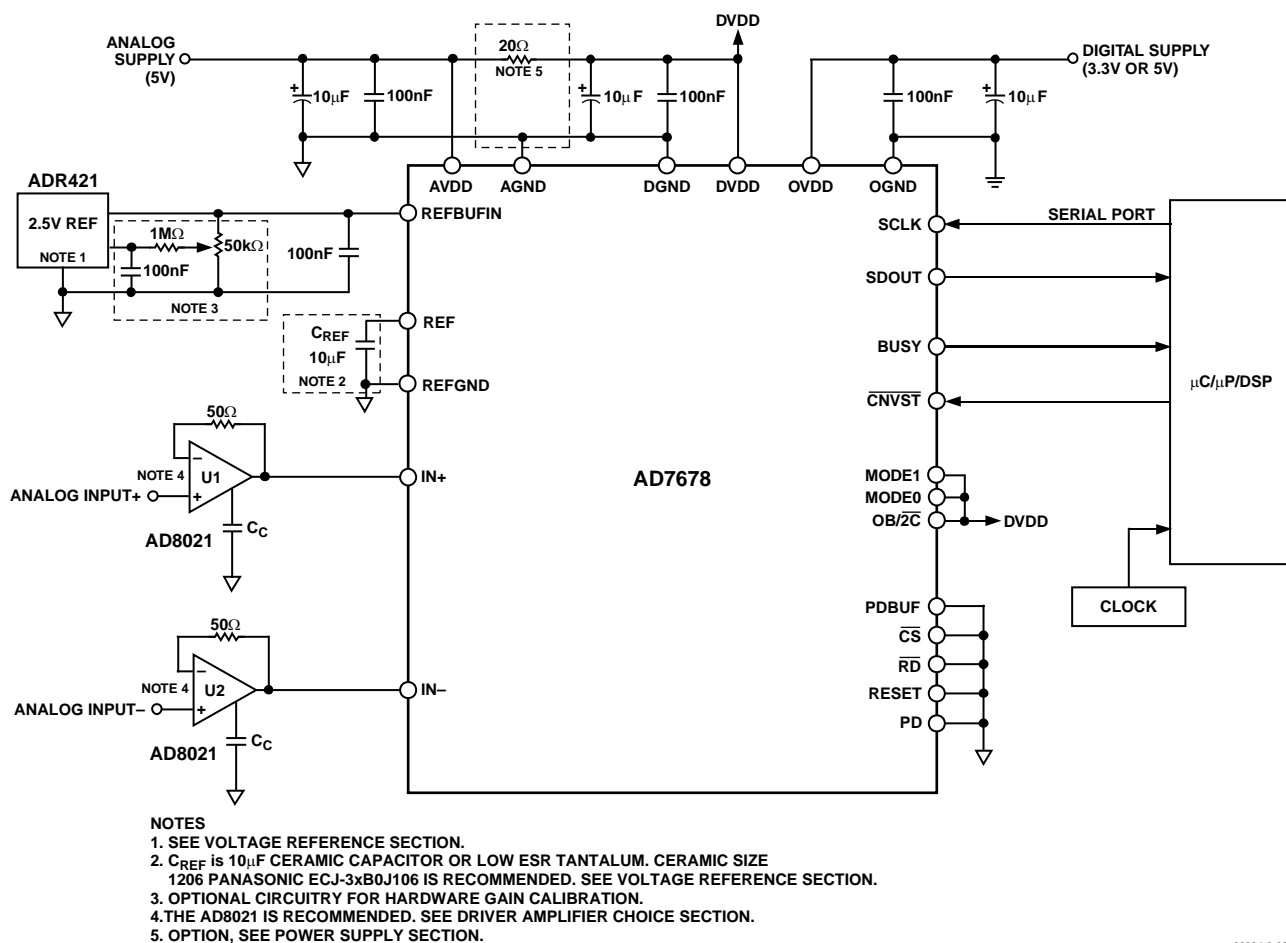 ANALOG
SUPPLY
(5V)
20Ω
NOTE 5
DVDD
DIGITAL SUPPLY
(3.3V OR 5V)
+
10μF
100nF
+
10μF
100nF
100nF
+
10μF
ADR421
2.5V REF
NOTE 1
1MΩ
50kΩ
100nF
NOTE 3
100nF
AVDD
AGND
DGND
DVDD
OVDD
OGND
REFBUFIN
SCLK
SERIAL PORT
SDOUT
REF
CREF
10μF
NOTE 2
REFGND
BUSY
CNVST
μC/μP/DSP
50Ω
–
U1
NOTE 4
+
ANALOG INPUT+
IN+
AD8021
CC
AD7678
MODE1
MODE0
OB/2C
DVDD
CLOCK
50Ω
–
U2
NOTE 4
+
ANALOG INPUT–
IN–
AD8021
CC
PDBUF
CS
RD
RESET
PD
NOTES
1. SEE VOLTAGE REFERENCE SECTION.
2. CREF is 10μF CERAMIC CAPACITOR OR LOW ESR TANTALUM. CERAMIC SIZE
1206 PANASONIC ECJ-3xB0J106 IS RECOMMENDED. SEE VOLTAGE REFERENCE SECTION.
3. OPTIONAL CIRCUITRY FOR HARDWARE GAIN CALIBRATION.
4.THE AD8021 IS RECOMMENDED. SEE DRIVER AMPLIFIER CHOICE SECTION.
5. OPTION, SEE POWER SUPPLY SECTION.